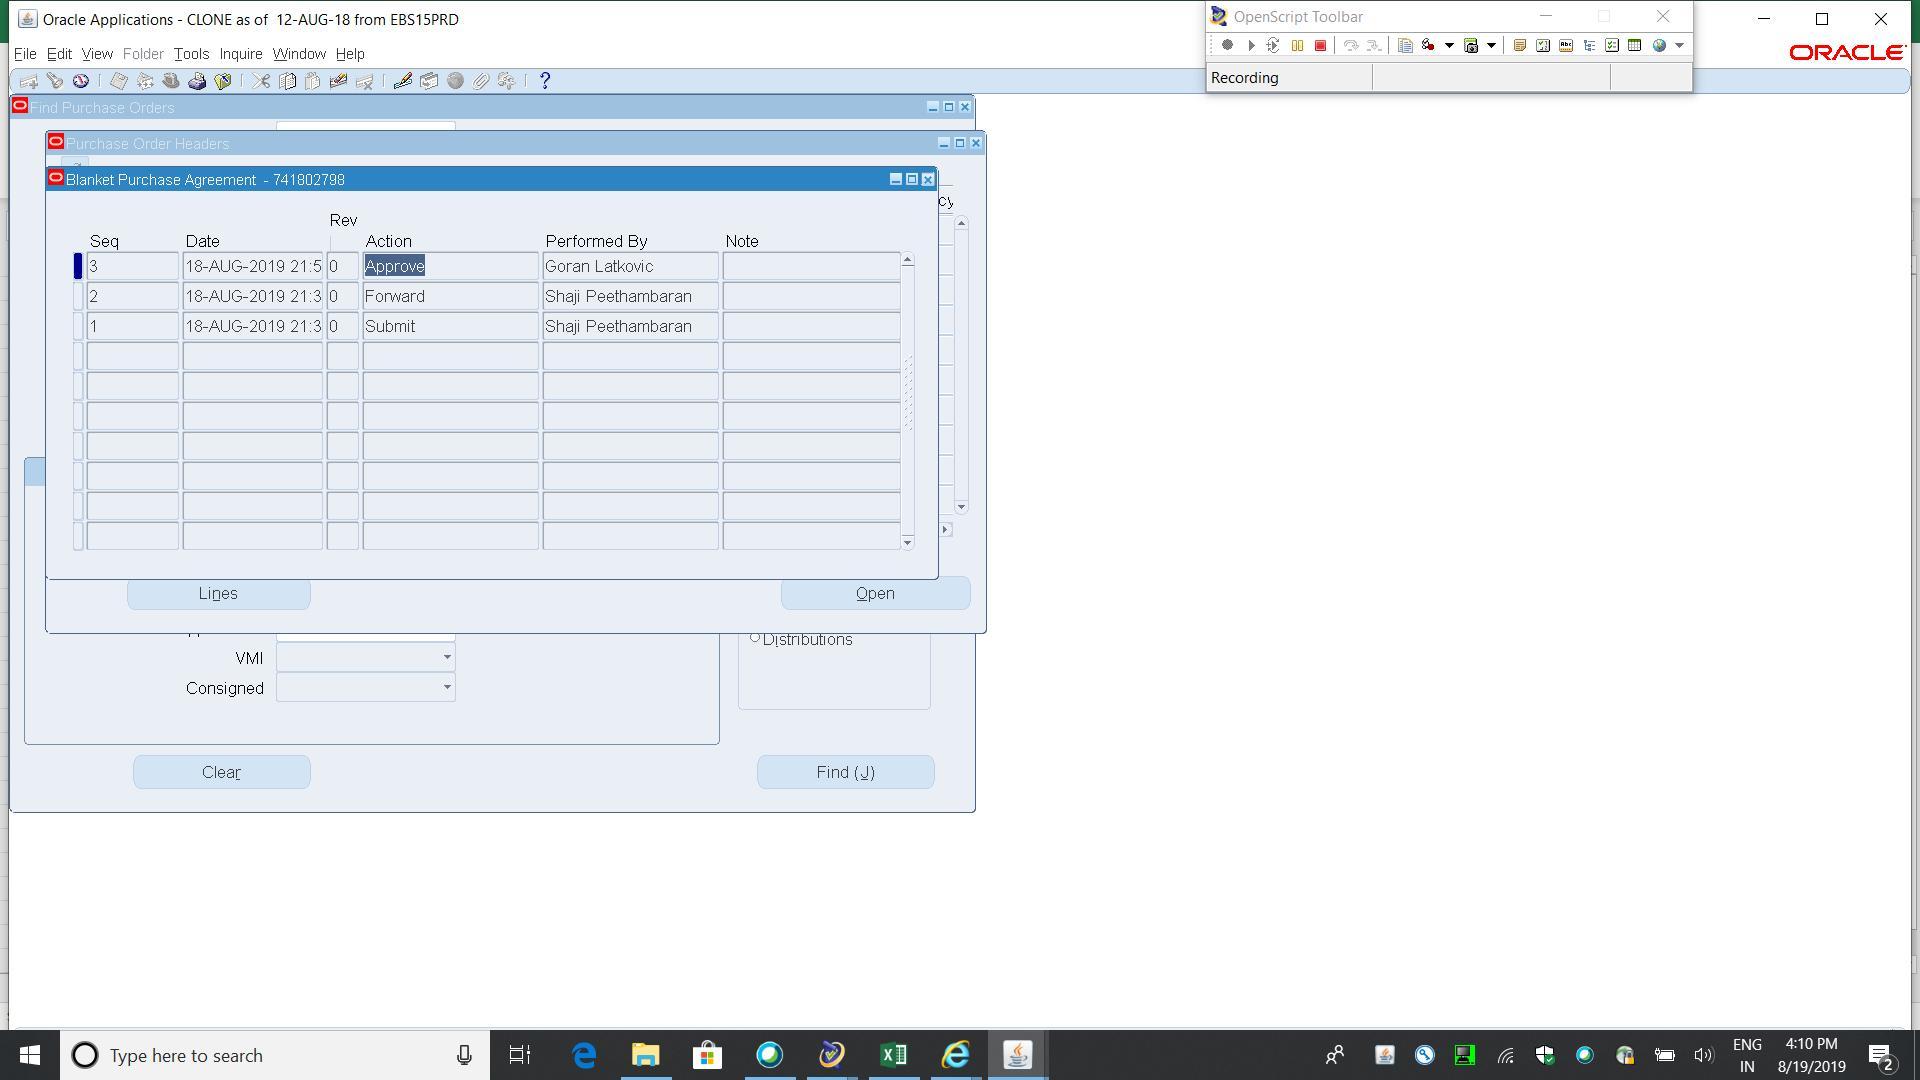 Oracle Applications - CLONE as of 12-AUG-18 from EBS15PRD
File Edit View Folder Tools Inquire Window Help
ORACLE
OpenScript Toolbar
Recording
Find Purchase Orders
Purchase Order Headers
Blanket Purchase Agreement - 741802798
cy
Rev
Seq Date Action Performed By Note
3 18-AUG-2019 21:5 0 Approve Goran Latkovic
2 18-AUG-2019 21:3 0 Forward Shaji Peethambaran
1 18-AUG-2019 21:3 0 Submit Shaji Peethambaran
Lines Open
Distributions
VMI
Consigned
Clear Find (J)
Type here to search
ENG
IN
4:10 PM
8/19/2019
2